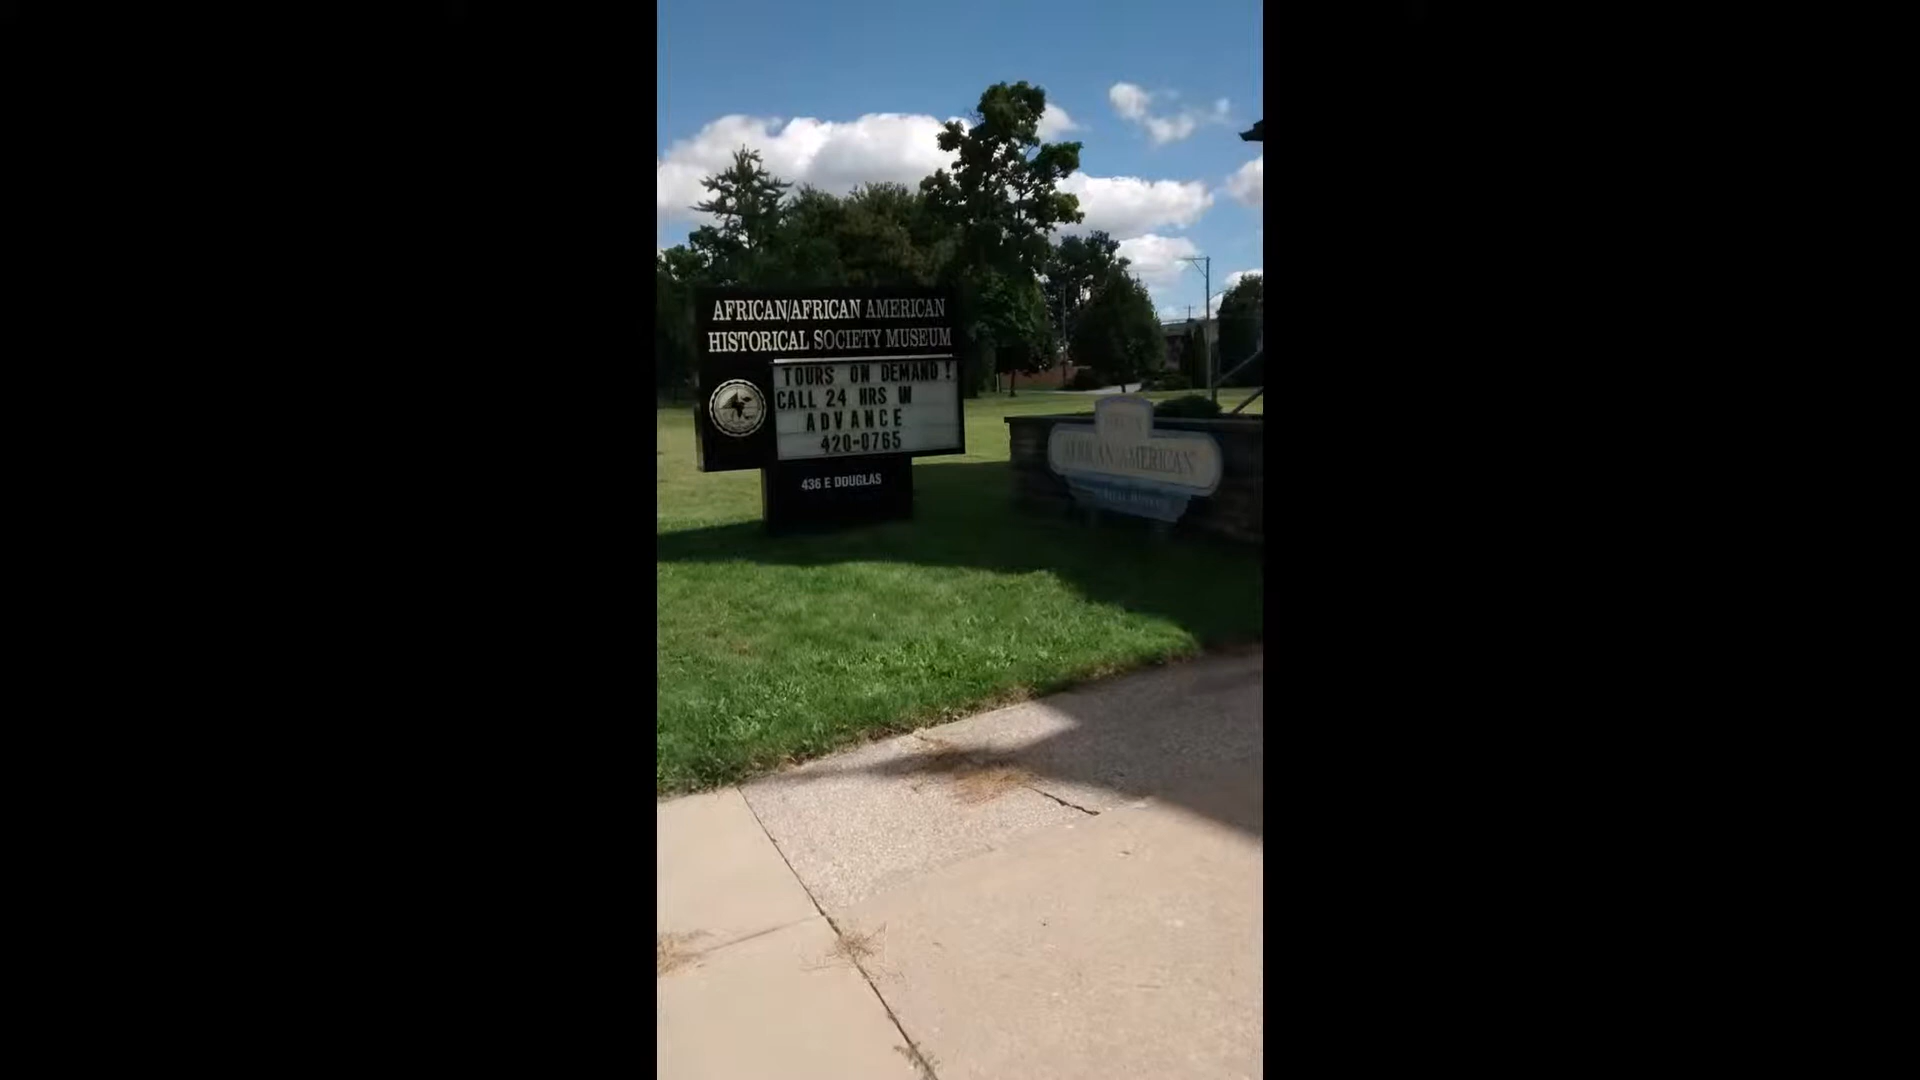 AFRICAN/AFRICAN AMERICAN
HISTORICAL SOCIETY MUSEUM
TOURS ON DEMAND!
CALL 24 HRS IN
ADVANCE
420-0765
436 E DOUGLAS
AFRICAN/AMERICAN